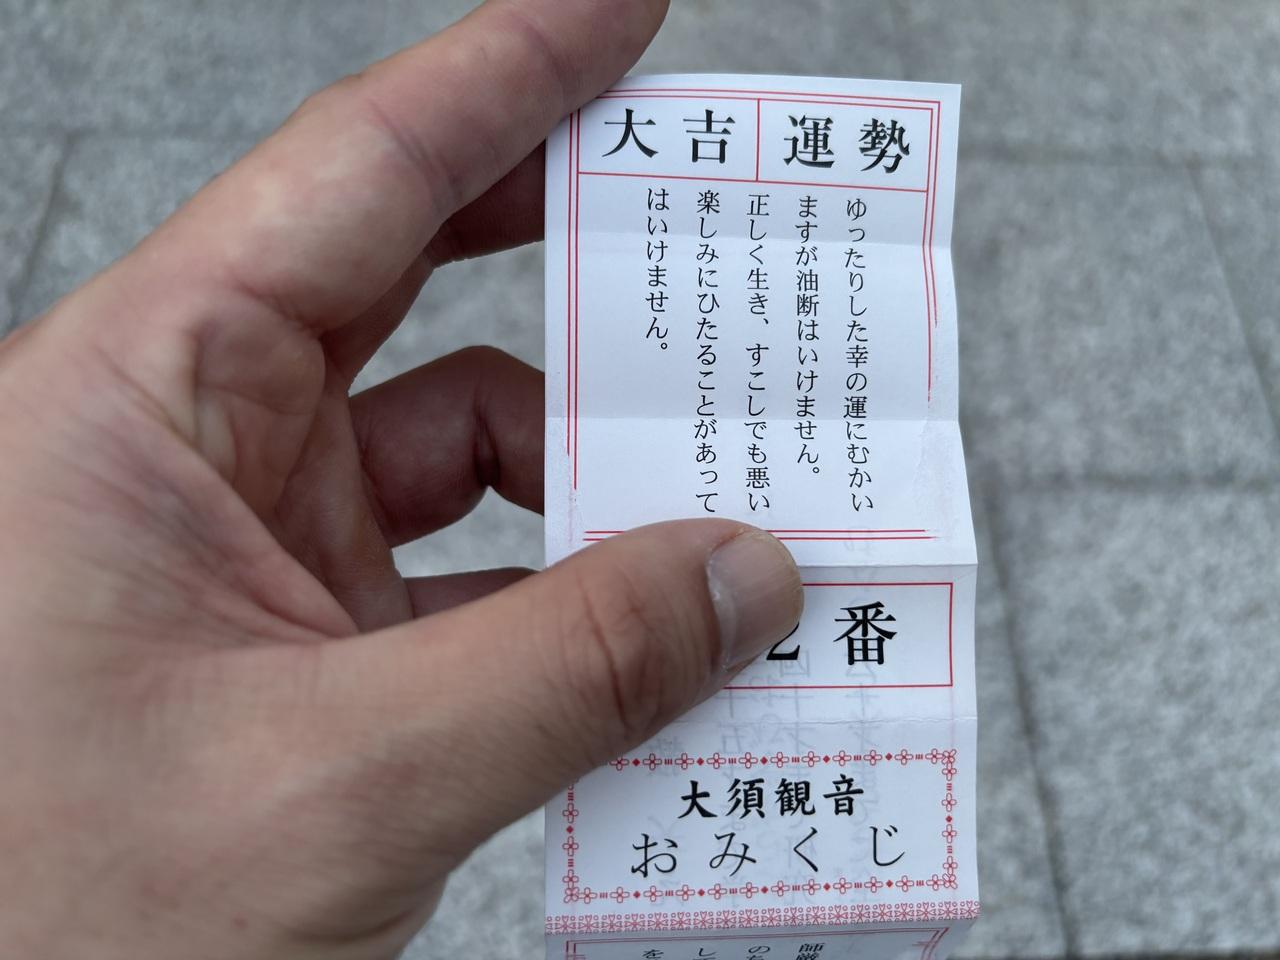 大吉 運勢
ゆったりした幸の運にむかい
ますが油断はいけません。
正しく生き、すこしでも悪い
楽しみにひたることがあって
はいけません。
2番
大須観音
おみくじ